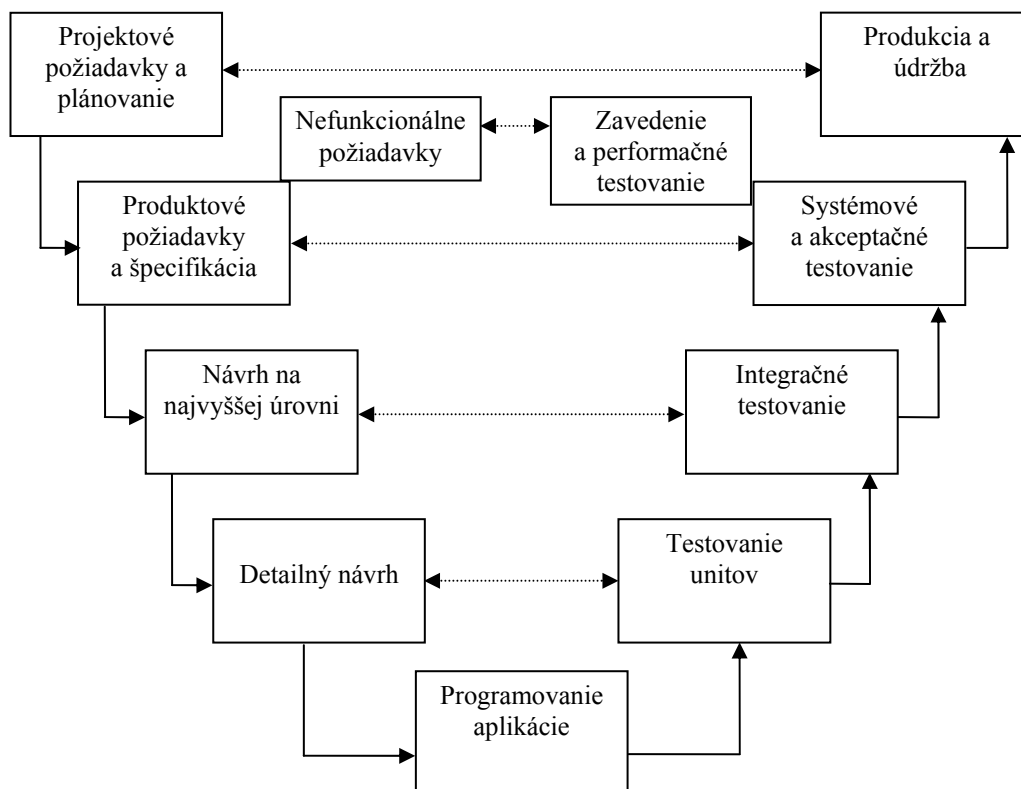 Projektové
požiadavky a
plánovanie
Produkcia a
údržba
Nefunkcionálne
požiadavky
Zavedenie
a performačné
testovanie
Produktové
požiadavky
a špecifikácia
Systémové
a akceptačné
testovanie
Návrh na
najvyššej úrovni
Integračné
testovanie
Detailný návrh
Testovanie
unitov
Programovanie
aplikácie